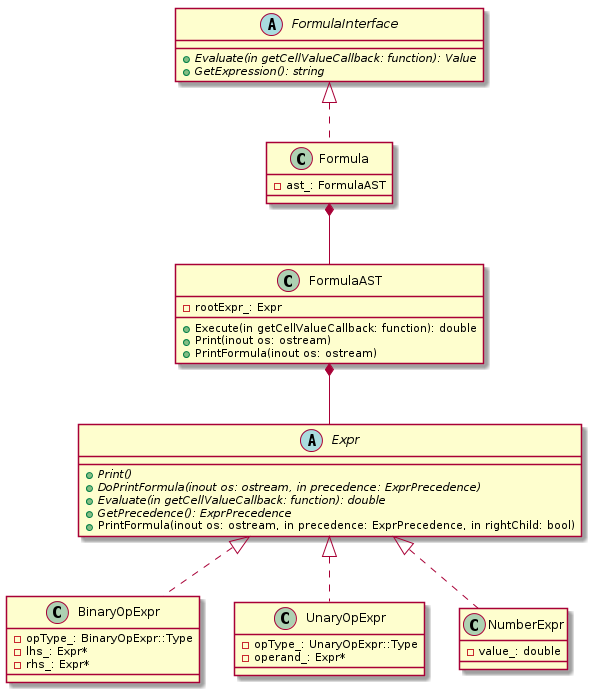 A FormulaInterface
Evaluate(in getCellValueCallback: function): Value
GetExpression(): string
C Formula
ast_: FormulaAST
C FormulaAST
rootExpr_: Expr
Execute(in getCellValueCallback: function): double
Print(inout os: ostream)
PrintFormula(inout os: ostream)
A Expr
Print()
DoPrintFormula(inout os: ostream, in precedence: ExprPrecedence)
Evaluate(in getCellValueCallback: function): double
GetPrecedence(): ExprPrecedence
PrintFormula(inout os: ostream, in precedence: ExprPrecedence, in rightChild: bool)
C BinaryOpExpr
opType_: BinaryOpExpr::Type
lhs_: Expr*
rhs_: Expr*
C UnaryOpExpr
opType_: UnaryOpExpr::Type
operand_: Expr*
C NumberExpr
value_: double